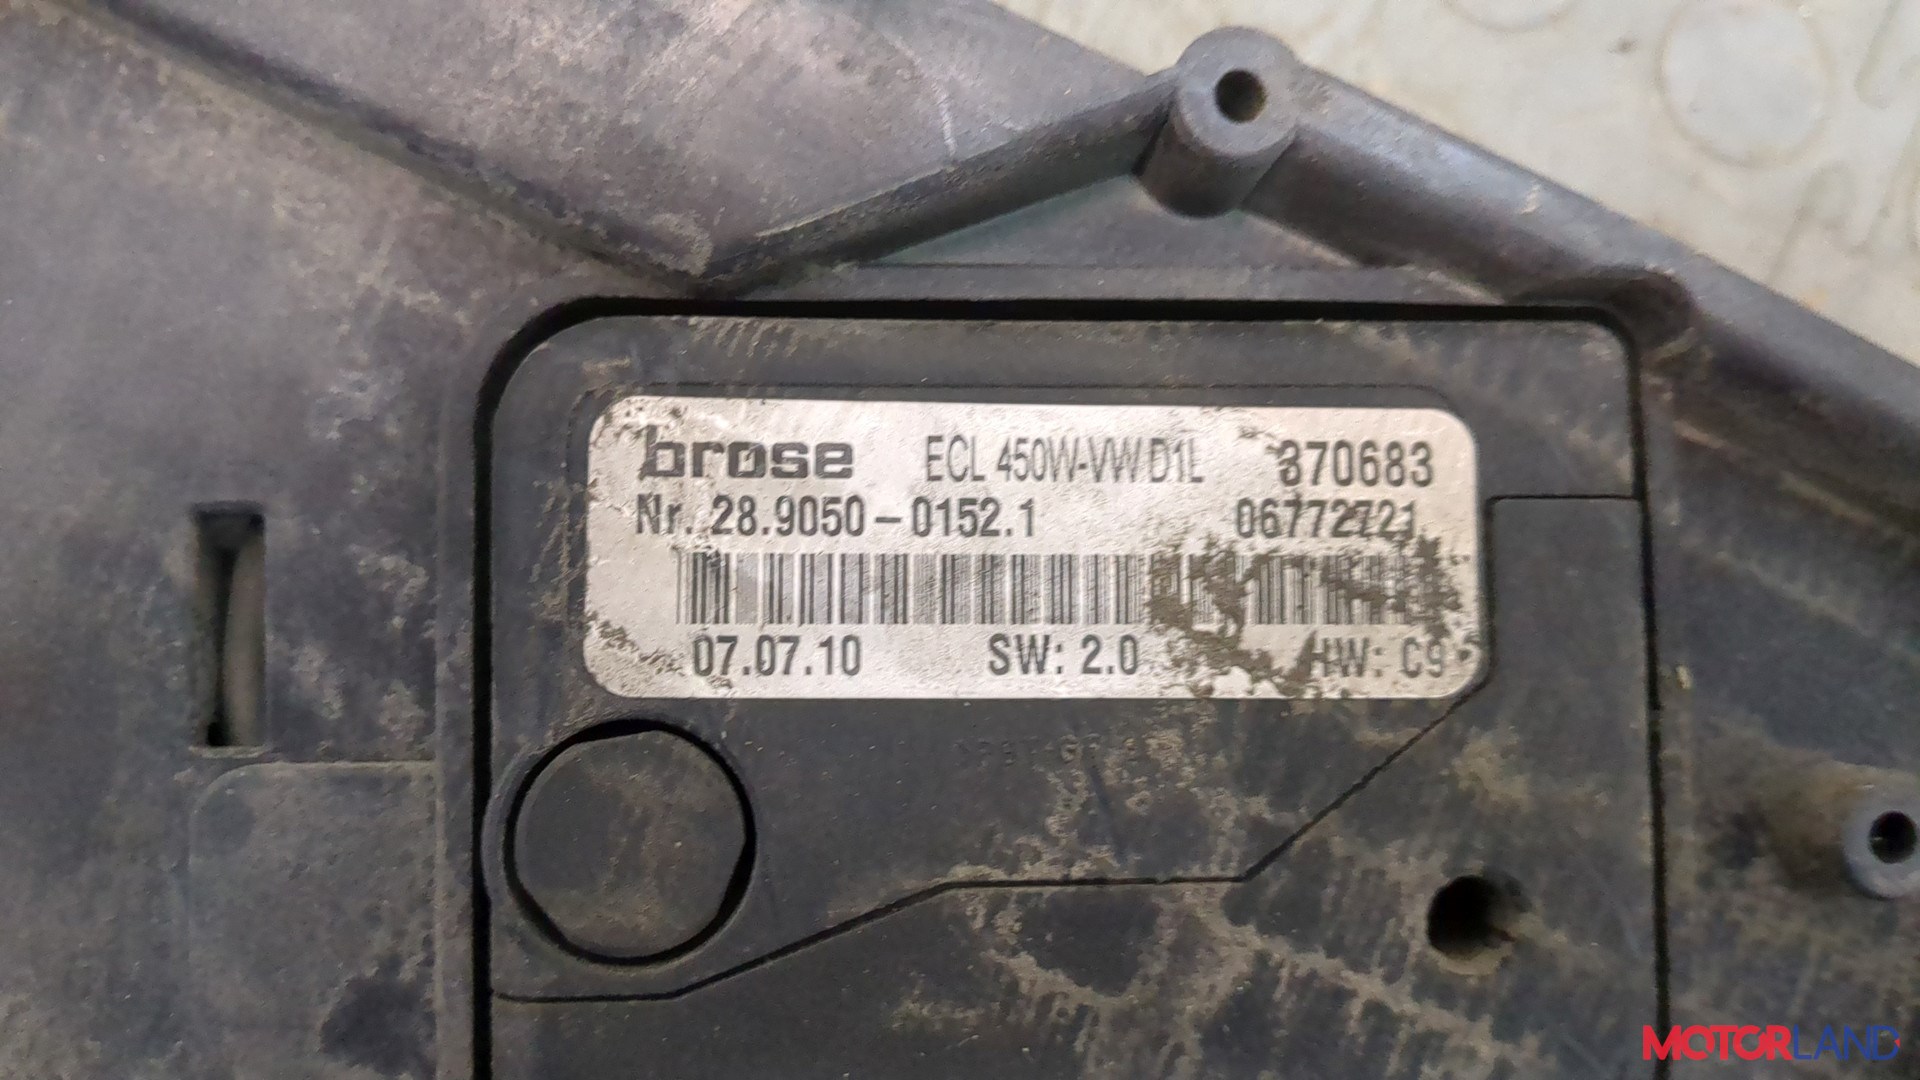 brose ECL 450W-VW D1L 370683
Nr. 28.9050-0152.1 06772721
07.07.10 SW: 2.0 HW: C9
MOTORLAND